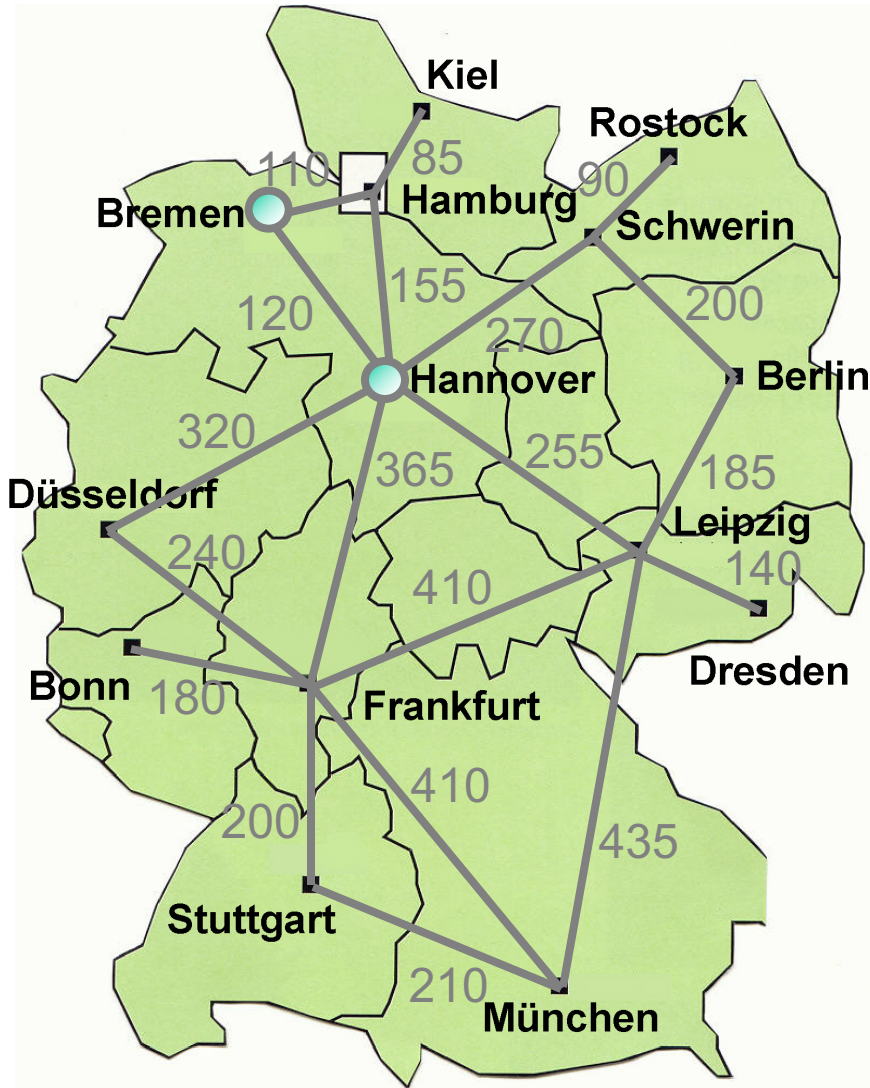 Kiel
Rostock
110
85
90
Hamburg
Bremen
Schwerin
155
200
120
270
Hannover
Berlin
320
365
255
185
Düsseldorf
Leipzig
240
410
140
Bonn
Dresden
180
Frankfurt
410
200
435
Stuttgart
210
München